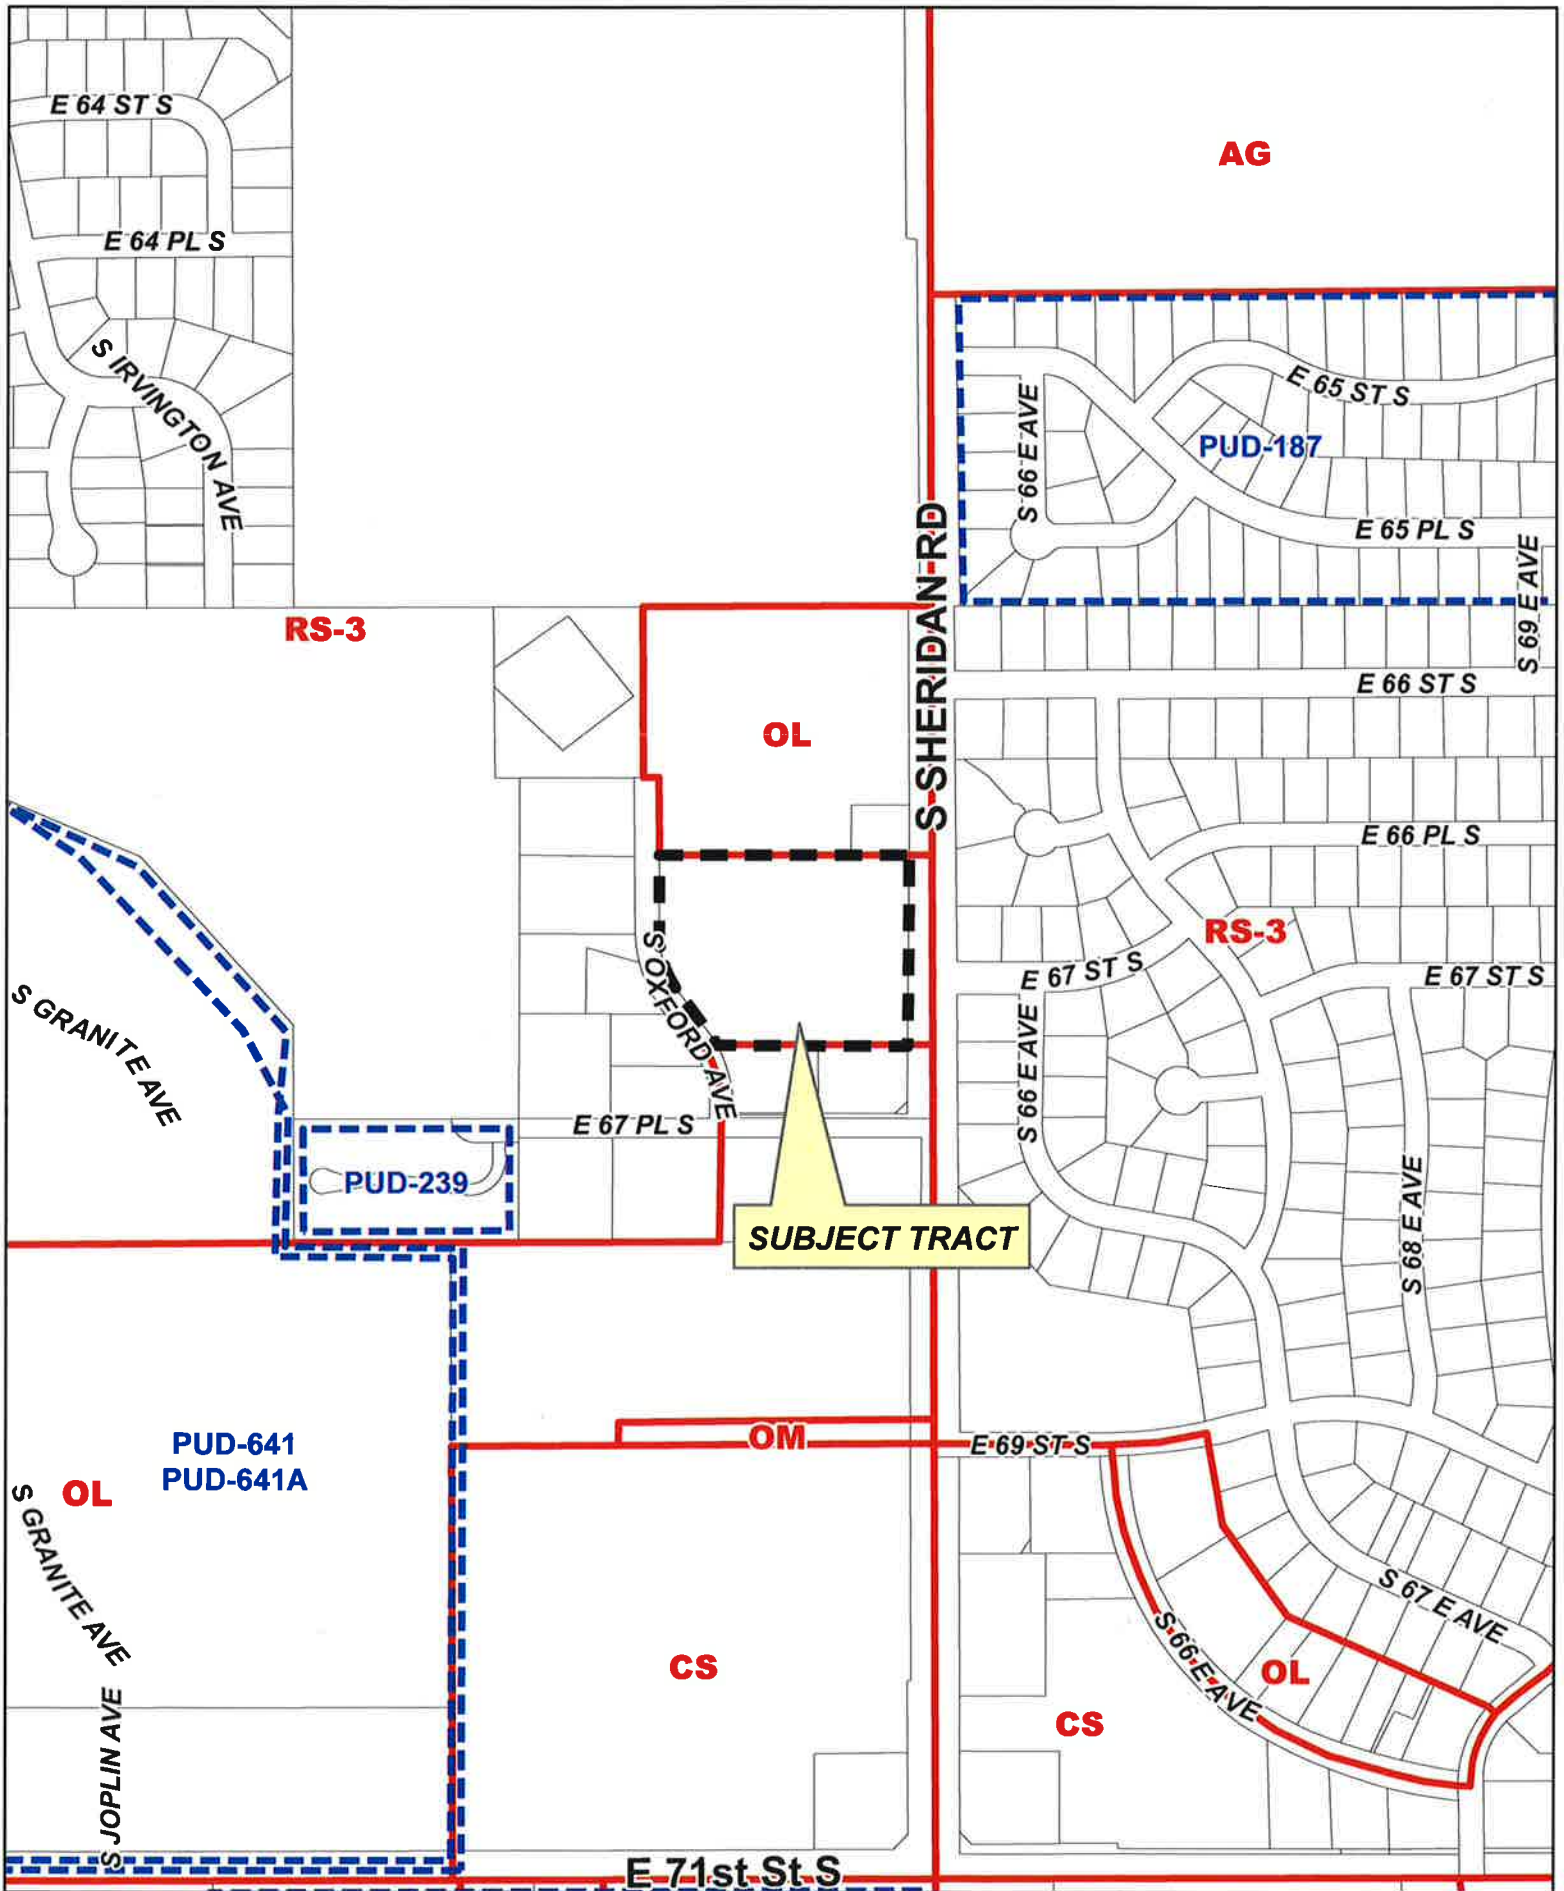 E 64 ST S
AG
E 64 PL S
S IRVINGTON AVE
E 65 ST S
S 66 E AVE
PUD-187
E 65 PL S
S 69 E AVE
S SHERIDAN RD
RS-3
E 66 ST S
OL
E 66 PL S
RS-3
S OXFORD AVE
E 67 ST S
E 67 ST S
S GRANITE AVE
S 66 E AVE
E 67 PL S
PUD-239
S 68 E AVE
SUBJECT TRACT
OM
E 69 ST S
PUD-641
PUD-641A
OL
S GRANITE AVE
S 67 E AVE
S 66 E AVE
OL
CS
CS
S JOPLIN AVE
E 71st St S